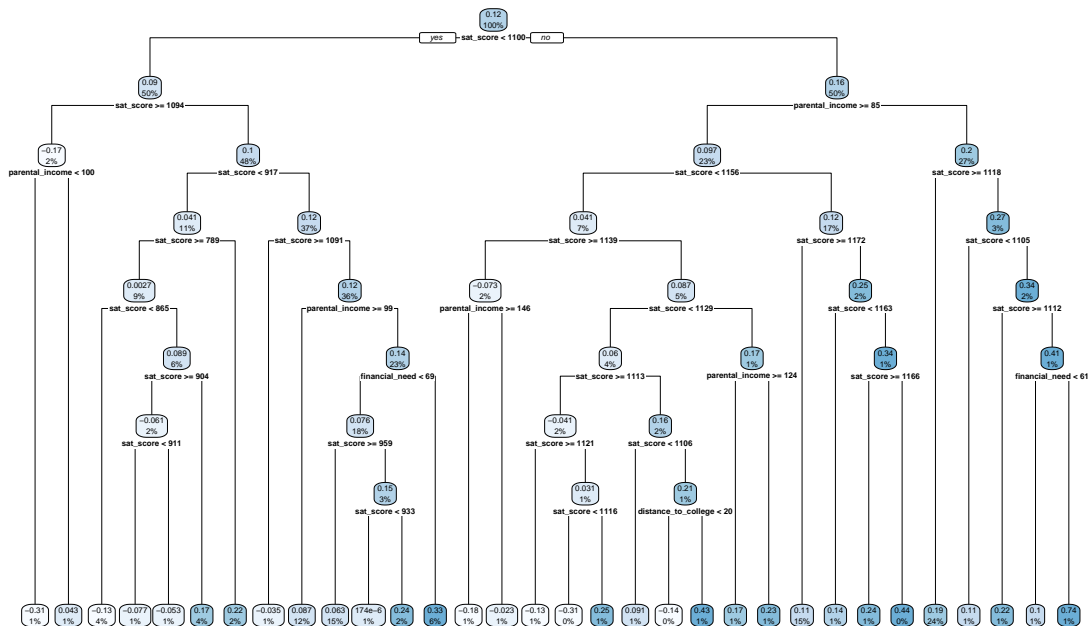 0.12
100%
yes sat_score < 1100 no
0.09
50%
sat_score >= 1094
0.16
50%
parental_income >= 85
−0.17
2%
parental_income < 100
0.1
48%
sat_score < 917
0.097
23%
sat_score < 1156
0.2
27%
sat_score >= 1118
0.041
11%
sat_score >= 789
0.12
37%
sat_score >= 1091
0.041
7%
sat_score >= 1139
0.12
17%
sat_score >= 1172
0.27
3%
sat_score < 1105
0.0027
9%
sat_score < 865
0.12
36%
parental_income >= 99
−0.073
2%
parental_income >= 146
0.087
5%
sat_score < 1129
0.25
2%
sat_score < 1163
0.34
2%
sat_score >= 1112
0.089
6%
sat_score >= 904
0.14
23%
financial_need < 69
0.06
4%
sat_score >= 1113
0.17
1%
parental_income >= 124
0.34
1%
sat_score >= 1166
0.41
1%
financial_need < 61
−0.061
2%
sat_score < 911
0.076
18%
sat_score >= 959
−0.041
2%
sat_score >= 1121
0.16
2%
sat_score < 1106
0.15
3%
sat_score < 933
0.031
1%
sat_score < 1116
0.21
1%
distance_to_college < 20
−0.31 0.043 −0.13 −0.077 −0.053 0.17 0.22 −0.035 0.087 0.063 174e−6 0.24 0.33 −0.18 −0.023 −0.13 −0.31 0.25 0.091 −0.14 0.43 0.17 0.23 0.11 0.14 0.24 0.44 0.19 0.11 0.22 0.1 0.74
1% 1% 4% 1% 1% 4% 2% 1% 12% 15% 1% 2% 6% 1% 1% 1% 0% 1% 1% 0% 1% 1% 1% 15% 1% 1% 0% 24% 1% 1% 1% 1%